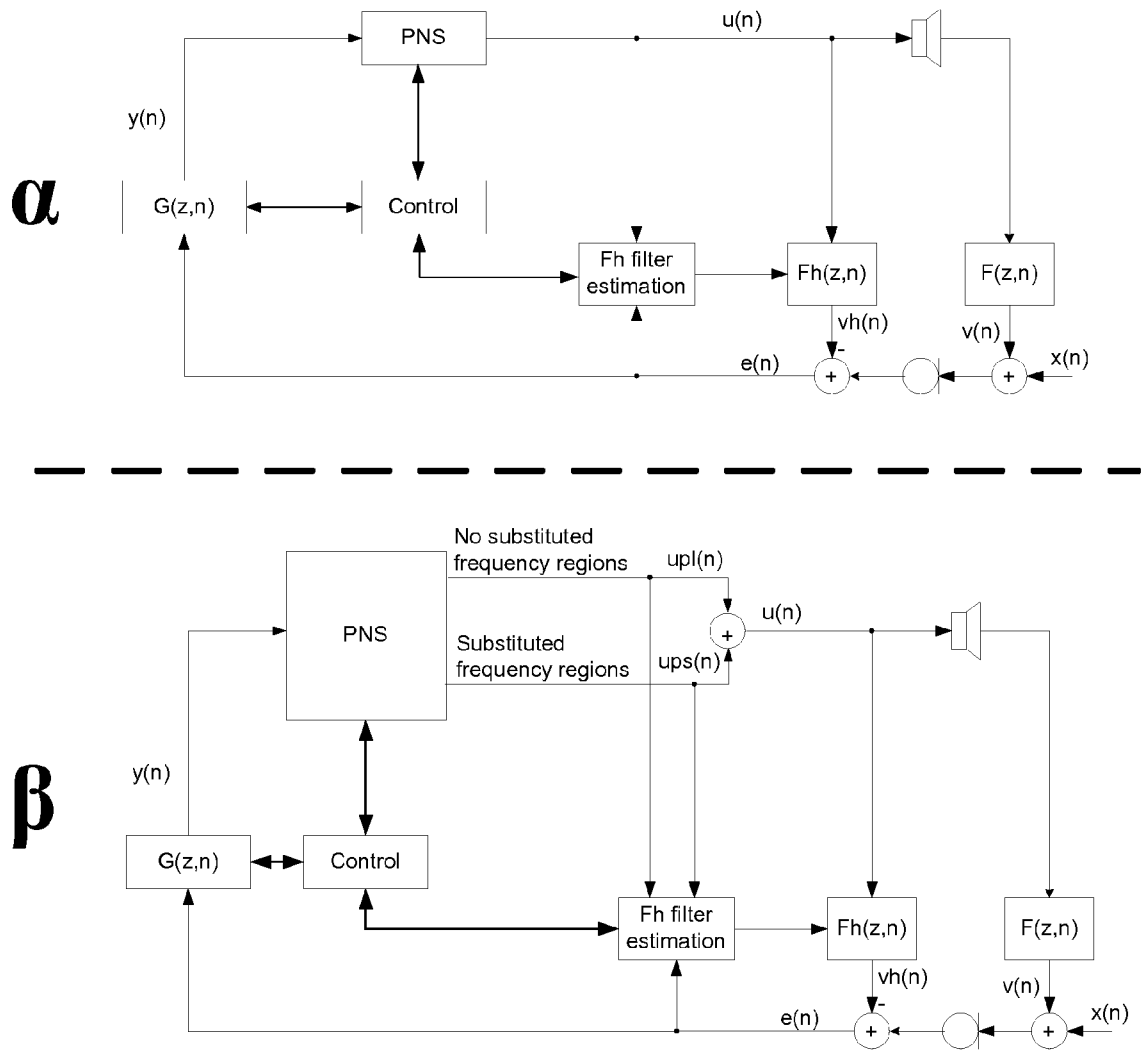 PNS
u(n)
y(n)
α
G(z,n)
Control
Fh filter
estimation
Fh(z,n)
F(z,n)
vh(n)
v(n)
x(n)
-
e(n)
+
+
No substituted
frequency regions
upl(n)
u(n)
PNS
+
Substituted
frequency regions
ups(n)
y(n)
β
G(z,n)
Control
Fh filter
estimation
Fh(z,n)
F(z,n)
vh(n)
v(n)
x(n)
-
e(n)
+
+